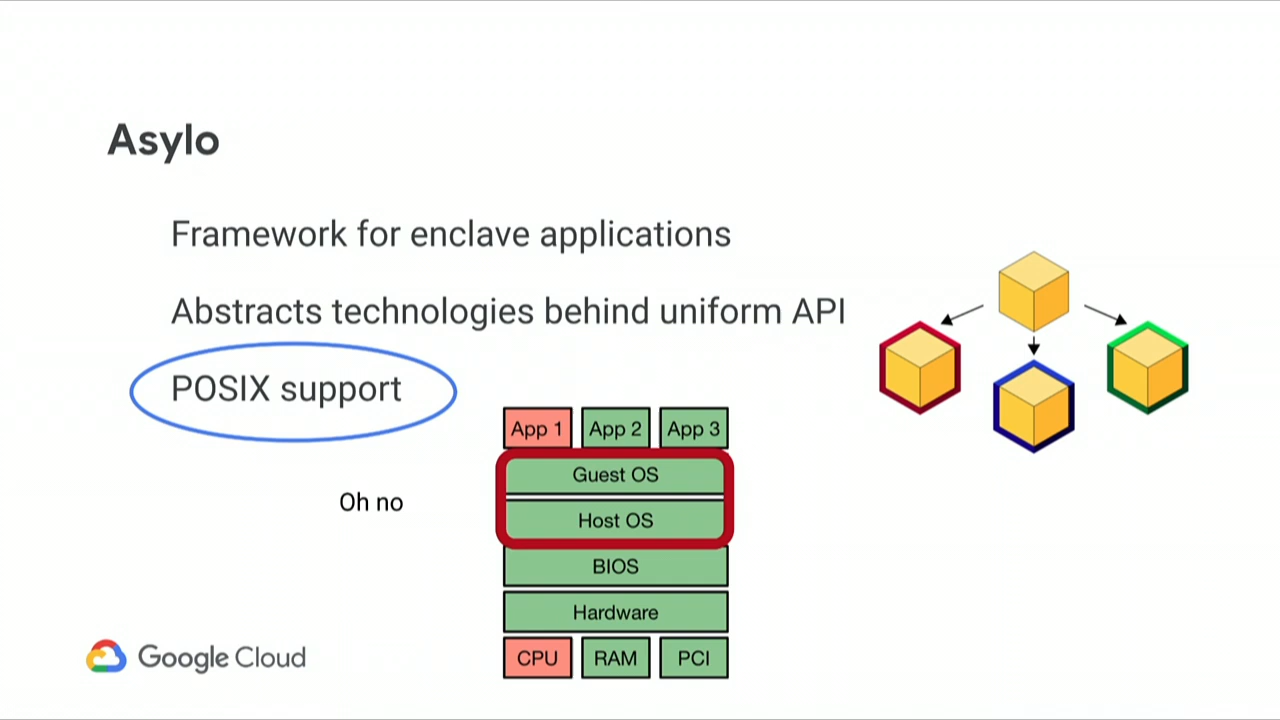 Asylo
Framework for enclave applications
Abstracts technologies behind uniform API
POSIX support
Oh no
App 1
App 2
App 3
Guest OS
Host OS
BIOS
Hardware
CPU
RAM
PCI
Google Cloud